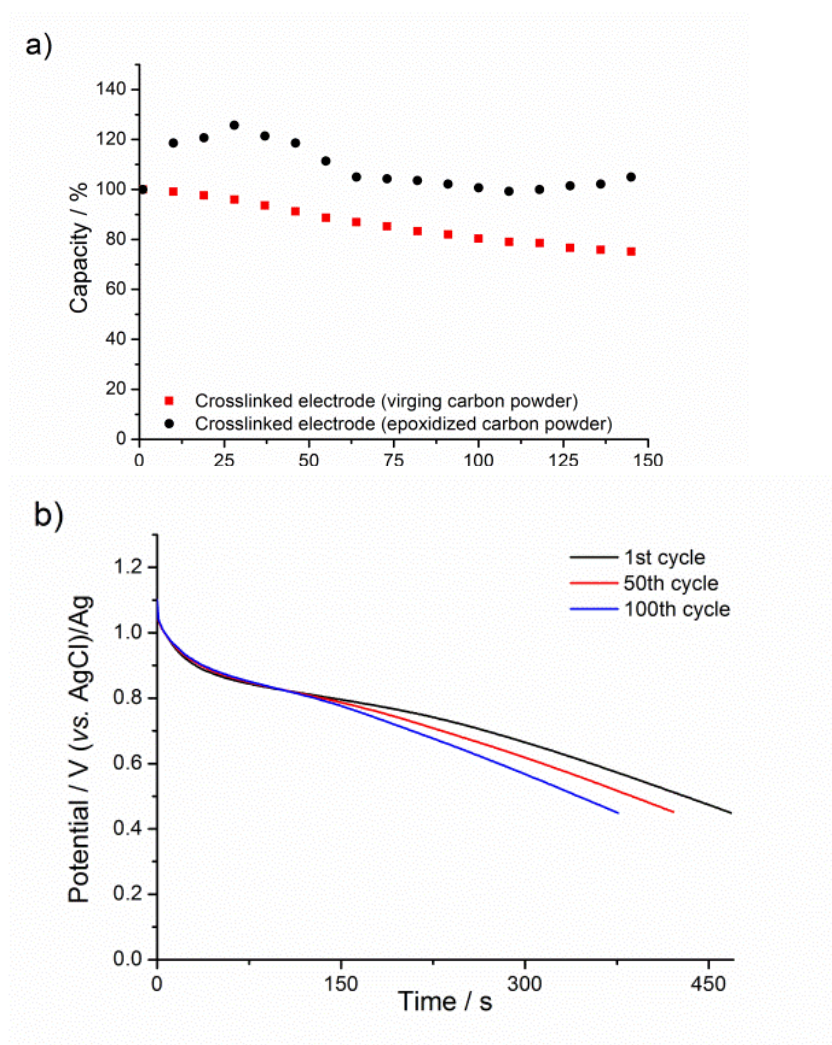 a)
140
120
100
80
60
40
20
0
Capacity / %
Crosslinked electrode (virging carbon powder)
Crosslinked electrode (epoxidized carbon powder)
0 25 50 75 100 125 150
b)
1.2
1.0
0.8
0.6
0.4
0.2
0.0
Potential / V (vs. AgCl)/Ag
1st cycle
50th cycle
100th cycle
0 150 300 450
Time / s